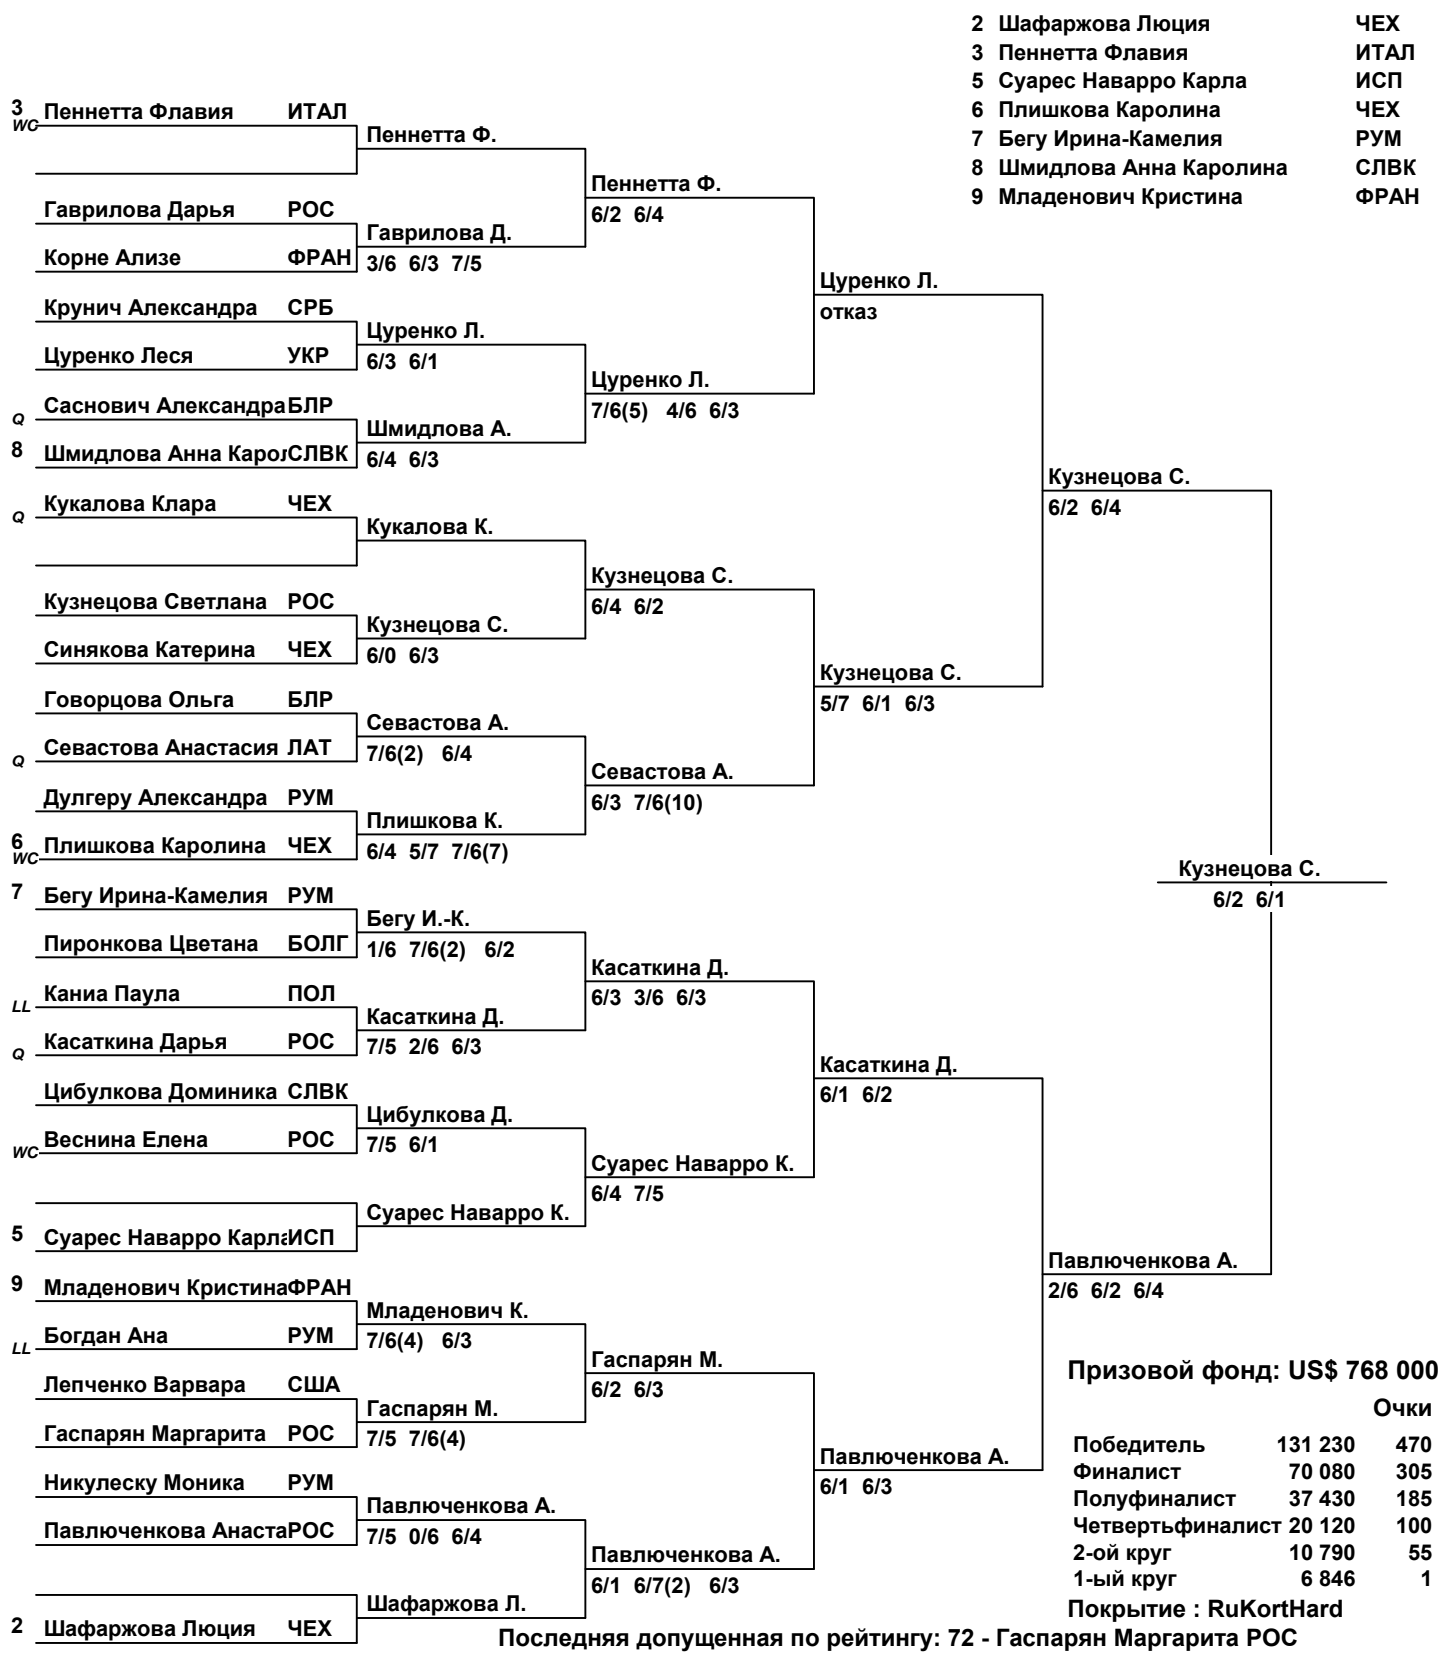 2 Шафаржова Люция ЧЕХ
3 Пеннетта Флавия ИТАЛ
5 Суарес Наварро Карла ИСП
6 Плишкова Каролина ЧЕХ
7 Бегу Ирина-Камелия РУМ
8 Шмидлова Анна Каролина СЛВК
9 Младенович Кристина ФРАН
3 WC Пеннетта Флавия ИТАЛ
Пеннетта Ф.
Пеннетта Ф.
6/2 6/4
Гаврилова Дарья РОС
Гаврилова Д.
Корне Ализе ФРАН
3/6 6/3 7/5
Цуренко Л.
отказ
Крунич Александра СРБ
Цуренко Л.
Цуренко Леся УКР
6/3 6/1
Цуренко Л.
7/6(5) 4/6 6/3
Q Саснович Александра БЛР
Шмидлова А.
8 Шмидлова Анна Карол СЛВК
6/4 6/3
Кузнецова С.
6/2 6/4
Q Кукалова Клара ЧЕХ
Кукалова К.
Кузнецова С.
6/4 6/2
Кузнецова Светлана РОС
Кузнецова С.
Синякова Катерина ЧЕХ
6/0 6/3
Кузнецова С.
5/7 6/1 6/3
Говорцова Ольга БЛР
Севастова А.
Q Севастова Анастасия ЛАТ
7/6(2) 6/4
Севастова А.
6/3 7/6(10)
Дулгеру Александра РУМ
Плишкова К.
6 WC Плишкова Каролина ЧЕХ
6/4 5/7 7/6(7)
Кузнецова С.
6/2 6/1
7 Бегу Ирина-Камелия РУМ
Бегу И.-К.
Пиронкова Цветана БОЛГ
1/6 7/6(2) 6/2
Касаткина Д.
6/3 3/6 6/3
LL Каниа Паула ПОЛ
Касаткина Д.
Q Касаткина Дарья РОС
7/5 2/6 6/3
Касаткина Д.
6/1 6/2
Цибулкова Доминика СЛВК
Цибулкова Д.
WC Веснина Елена РОС
7/5 6/1
Суарес Наварро К.
6/4 7/5
Суарес Наварро К.
5 Суарес Наварро Карла ИСП
Павлюченкова А.
2/6 6/2 6/4
9 Младенович Кристина ФРАН
Младенович К.
LL Богдан Ана РУМ
7/6(4) 6/3
Гаспарян М.
6/2 6/3
Лепченко Варвара США
Гаспарян М.
Гаспарян Маргарита РОС
7/5 7/6(4)
Павлюченкова А.
6/1 6/3
Никулеску Моника РУМ
Павлюченкова А.
Павлюченкова Анаста РОС
7/5 0/6 6/4
Павлюченкова А.
6/1 6/7(2) 6/3
Шафаржова Л.
2 Шафаржова Люция ЧЕХ
Призовой фонд: US$ 768 000
Очки
Победитель 131 230 470
Финалист 70 080 305
Полуфиналист 37 430 185
Четвертьфиналист 20 120 100
2-ой круг 10 790 55
1-ый круг 6 846 1
Покрытие : RuKortHard
Последняя допущенная по рейтингу: 72 - Гаспарян Маргарита РОС